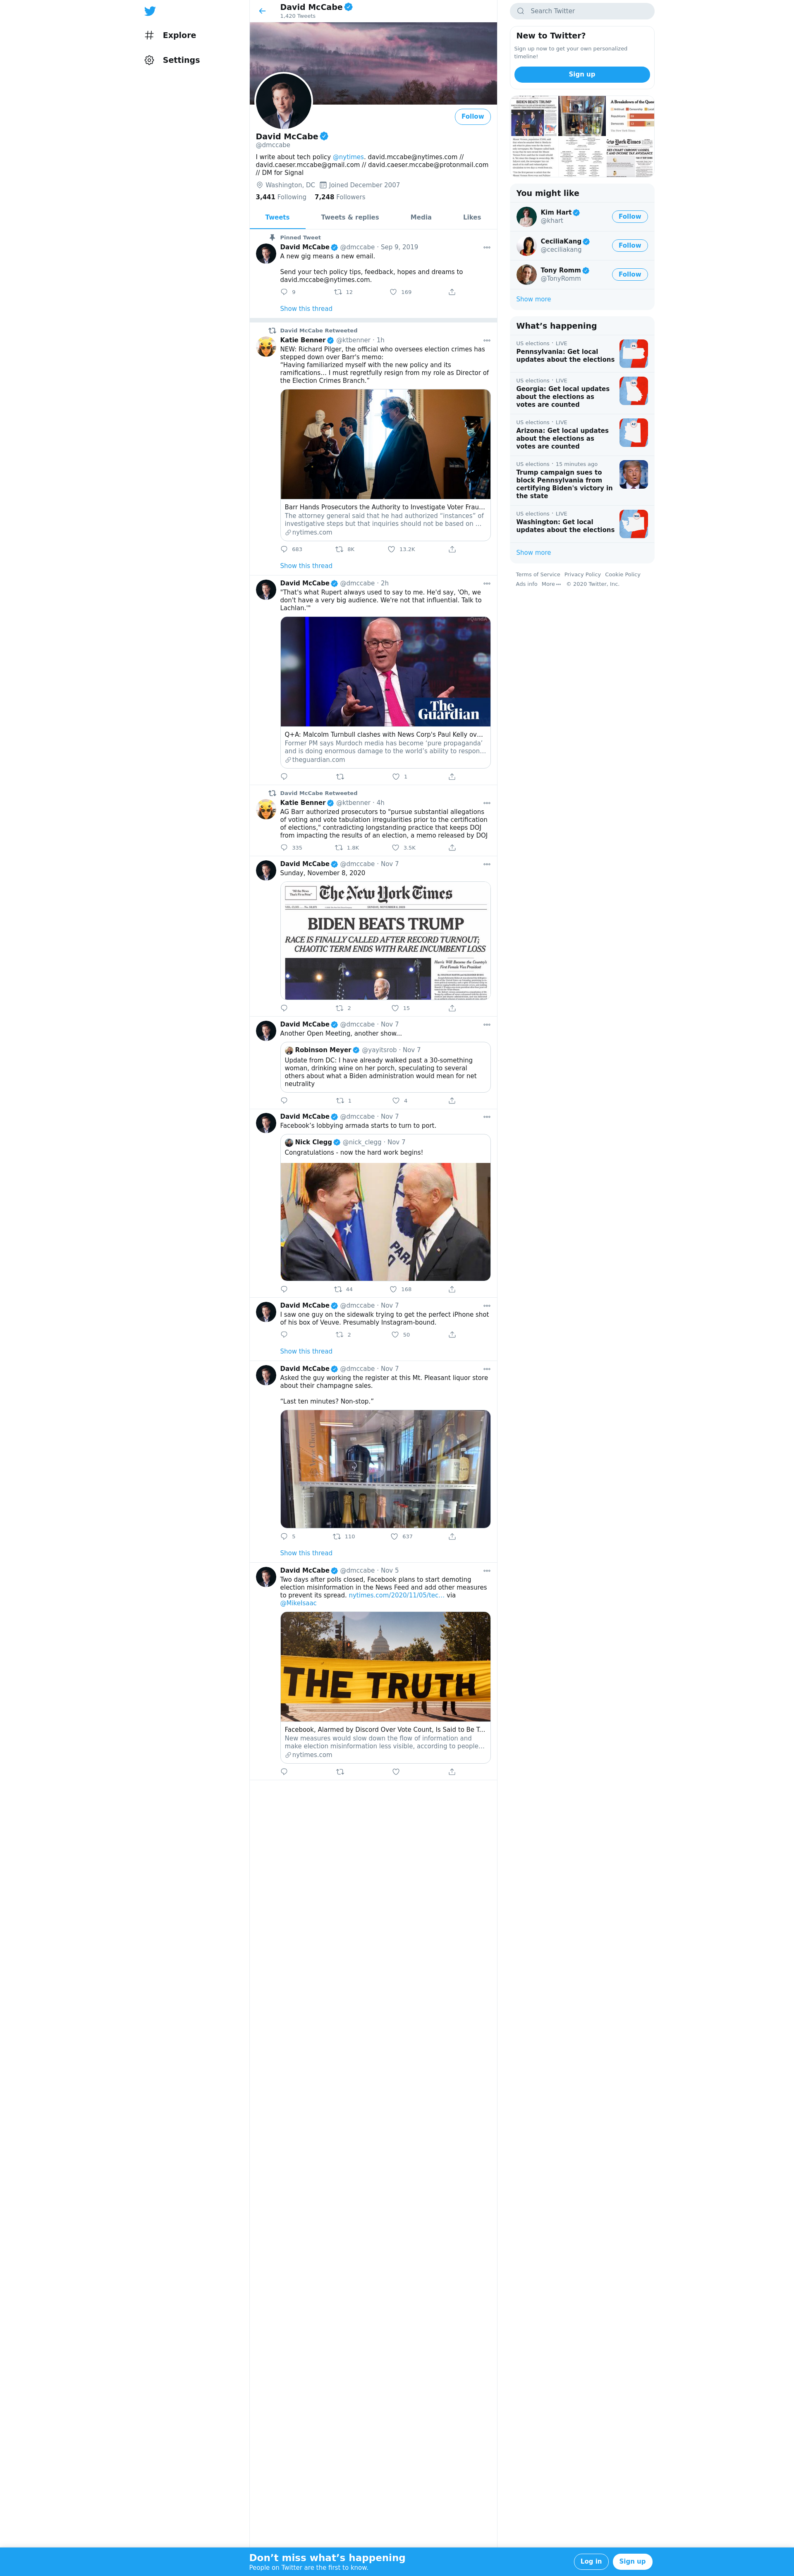 Explore
Settings
David McCabe
1,420 Tweets
Follow
David McCabe
@dmccabe
I write about tech policy @nytimes. david.mccabe@nytimes.com //
david.caeser.mccabe@gmail.com // david.caeser.mccabe@protonmail.com
// DM for Signal
Washington, DC Joined December 2007
3,441 Following 7,248 Followers
Tweets Tweets & replies Media Likes
Pinned Tweet
David McCabe @dmccabe · Sep 9, 2019
A new gig means a new email.
Send your tech policy tips, feedback, hopes and dreams to
david.mccabe@nytimes.com.
9 12 169
Show this thread
David McCabe Retweeted
Katie Benner @ktbenner · 1h
NEW: Richard Pilger, the official who oversees election crimes has
stepped down over Barr's memo:
"Having familiarized myself with the new policy and its
ramifications... I must regretfully resign from my role as Director of
the Election Crimes Branch."
Barr Hands Prosecutors the Authority to Investigate Voter Frau...
The attorney general said that he had authorized "instances" of
investigative steps but that inquiries should not be based on ...
nytimes.com
683 8K 13.2K
Show this thread
David McCabe @dmccabe · 2h
"That's what Rupert always used to say to me. He'd say, 'Oh, we
don't have a very big audience. We're not that influential. Talk to
Lachlan.'"
#QandA
The
Guardian
Q+A: Malcolm Turnbull clashes with News Corp's Paul Kelly ov...
Former PM says Murdoch media has become 'pure propaganda'
and is doing enormous damage to the world's ability to respon...
theguardian.com
1
David McCabe Retweeted
Katie Benner @ktbenner · 4h
AG Barr authorized prosecutors to "pursue substantial allegations
of voting and vote tabulation irregularities prior to the certification
of elections," contradicting longstanding practice that keeps DOJ
from impacting the results of an election, a memo released by DOJ
335 1.8K 3.5K
David McCabe @dmccabe · Nov 7
Sunday, November 8, 2020
The New York Times
BIDEN BEATS TRUMP
RACE IS FINALLY CALLED AFTER RECORD TURNOUT;
CHAOTIC TERM ENDS WITH RARE INCUMBENT LOSS
Harris Will Become the Country's
First Female Vice President
2 15
David McCabe @dmccabe · Nov 7
Another Open Meeting, another show...
Robinson Meyer @yayitsrob · Nov 7
Update from DC: I have already walked past a 30-something
woman, drinking wine on her porch, speculating to several
others about what a Biden administration would mean for net
neutrality
1 4
David McCabe @dmccabe · Nov 7
Facebook's lobbying armada starts to turn to port.
Nick Clegg @nick_clegg · Nov 7
Congratulations - now the hard work begins!
44 168
David McCabe @dmccabe · Nov 7
I saw one guy on the sidewalk trying to get the perfect iPhone shot
of his box of Veuve. Presumably Instagram-bound.
2 50
Show this thread
David McCabe @dmccabe · Nov 7
Asked the guy working the register at this Mt. Pleasant liquor store
about their champagne sales.
"Last ten minutes? Non-stop."
5 110 637
Show this thread
David McCabe @dmccabe · Nov 5
Two days after polls closed, Facebook plans to start demoting
election misinformation in the News Feed and add other measures
to prevent its spread. nytimes.com/2020/11/05/tec... via
@MikeIsaac
THE TRUTH
Facebook, Alarmed by Discord Over Vote Count, Is Said to Be T...
New measures would slow down the flow of information and
make election misinformation less visible, according to people...
nytimes.com
Search Twitter
New to Twitter?
Sign up now to get your own personalized
timeline!
Sign up
BIDEN BEATS TRUMP
A Breakdown of the Ques
You might like
Kim Hart
@khart
Follow
CeciliaKang
@ceciliakang
Follow
Tony Romm
@TonyRomm
Follow
Show more
What's happening
US elections · LIVE
Pennsylvania: Get local
updates about the elections
US elections · LIVE
Georgia: Get local updates
about the elections as
votes are counted
US elections · LIVE
Arizona: Get local updates
about the elections as
votes are counted
US elections · 15 minutes ago
Trump campaign sues to
block Pennsylvania from
certifying Biden's victory in
the state
US elections · LIVE
Washington: Get local
updates about the elections
Show more
Terms of Service Privacy Policy Cookie Policy
Ads info More © 2020 Twitter, Inc.
Don't miss what's happening
People on Twitter are the first to know.
Log in
Sign up